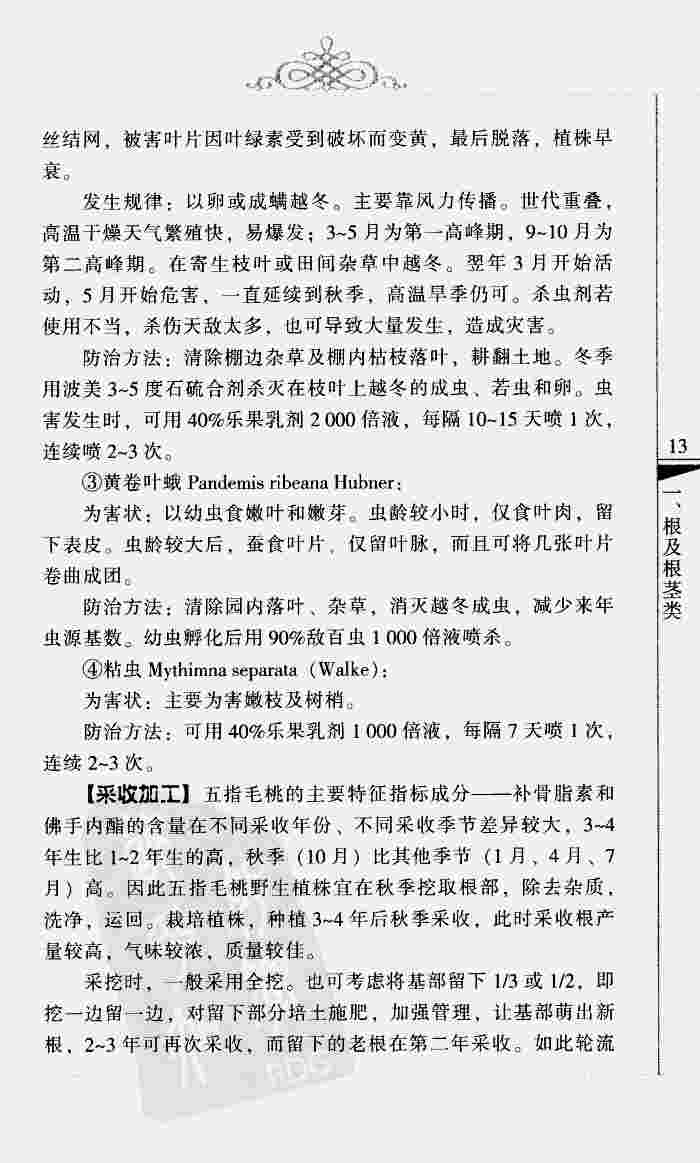 丝结网，被害叶片因叶绿素受到破坏而变黄，最后脱落，植株早
衰。
发生规律：以卵或成螨越冬。主要靠风力传播。世代重叠，
高温干燥天气繁殖快，易爆发；3~5月为第一高峰期，9~10月为
第二高峰期。在寄生枝叶或田间杂草中越冬。翌年3月开始活
动，5月开始危害，一直延续到秋季，高温旱季仍可。杀虫剂若
使用不当，杀伤天敌太多，也可导致大量发生，造成灾害。
防治方法：清除棚边杂草及棚内枯枝落叶，耕翻土地。冬季
用波美3~5度石硫合剂杀灭在枝叶上越冬的成虫、若虫和卵。虫
害发生时，可用40%乐果乳剂2 000倍液，每隔10~15天喷1次，
连续喷2~3次。
③黄卷叶蛾 Pandemis ribeana Hubner：
为害状：以幼虫食嫩叶和嫩芽。虫龄较小时，仅食叶肉，留
下表皮。虫龄较大后，蚕食叶片，仅留叶脉，而且可将几张叶片
卷曲成团。
防治方法：清除园内落叶、杂草，消灭越冬成虫，减少来年
虫源基数。幼虫孵化后用90%敌百虫1 000倍液喷杀。
④粘虫 Mythimna separata（Walke）：
为害状：主要为害嫩枝及树梢。
防治方法：可用40%乐果乳剂1 000倍液，每隔7天喷1次，
连续2~3次。
【采收加工】五指毛桃的主要特征指标成分——补骨脂素和
佛手内酯的含量在不同采收年份、不同采收季节差异较大，3~4
年生比1~2年生的高，秋季（10月）比其他季节（1月、4月、7
月）高。因此五指毛桃野生植株宜在秋季挖取根部，除去杂质，
洗净，运回。栽培植株，种植3~4年后秋季采收，此时采收根产
量较高，气味较浓，质量较佳。
采挖时，一般采用全挖。也可考虑将基部留下1/3或1/2，即
挖一边留一边，对留下部分培土施肥，加强管理，让基部萌出新
根，2~3年可再次采收，而留下的老根在第二年采收。如此轮流
13
一、根及根茎类